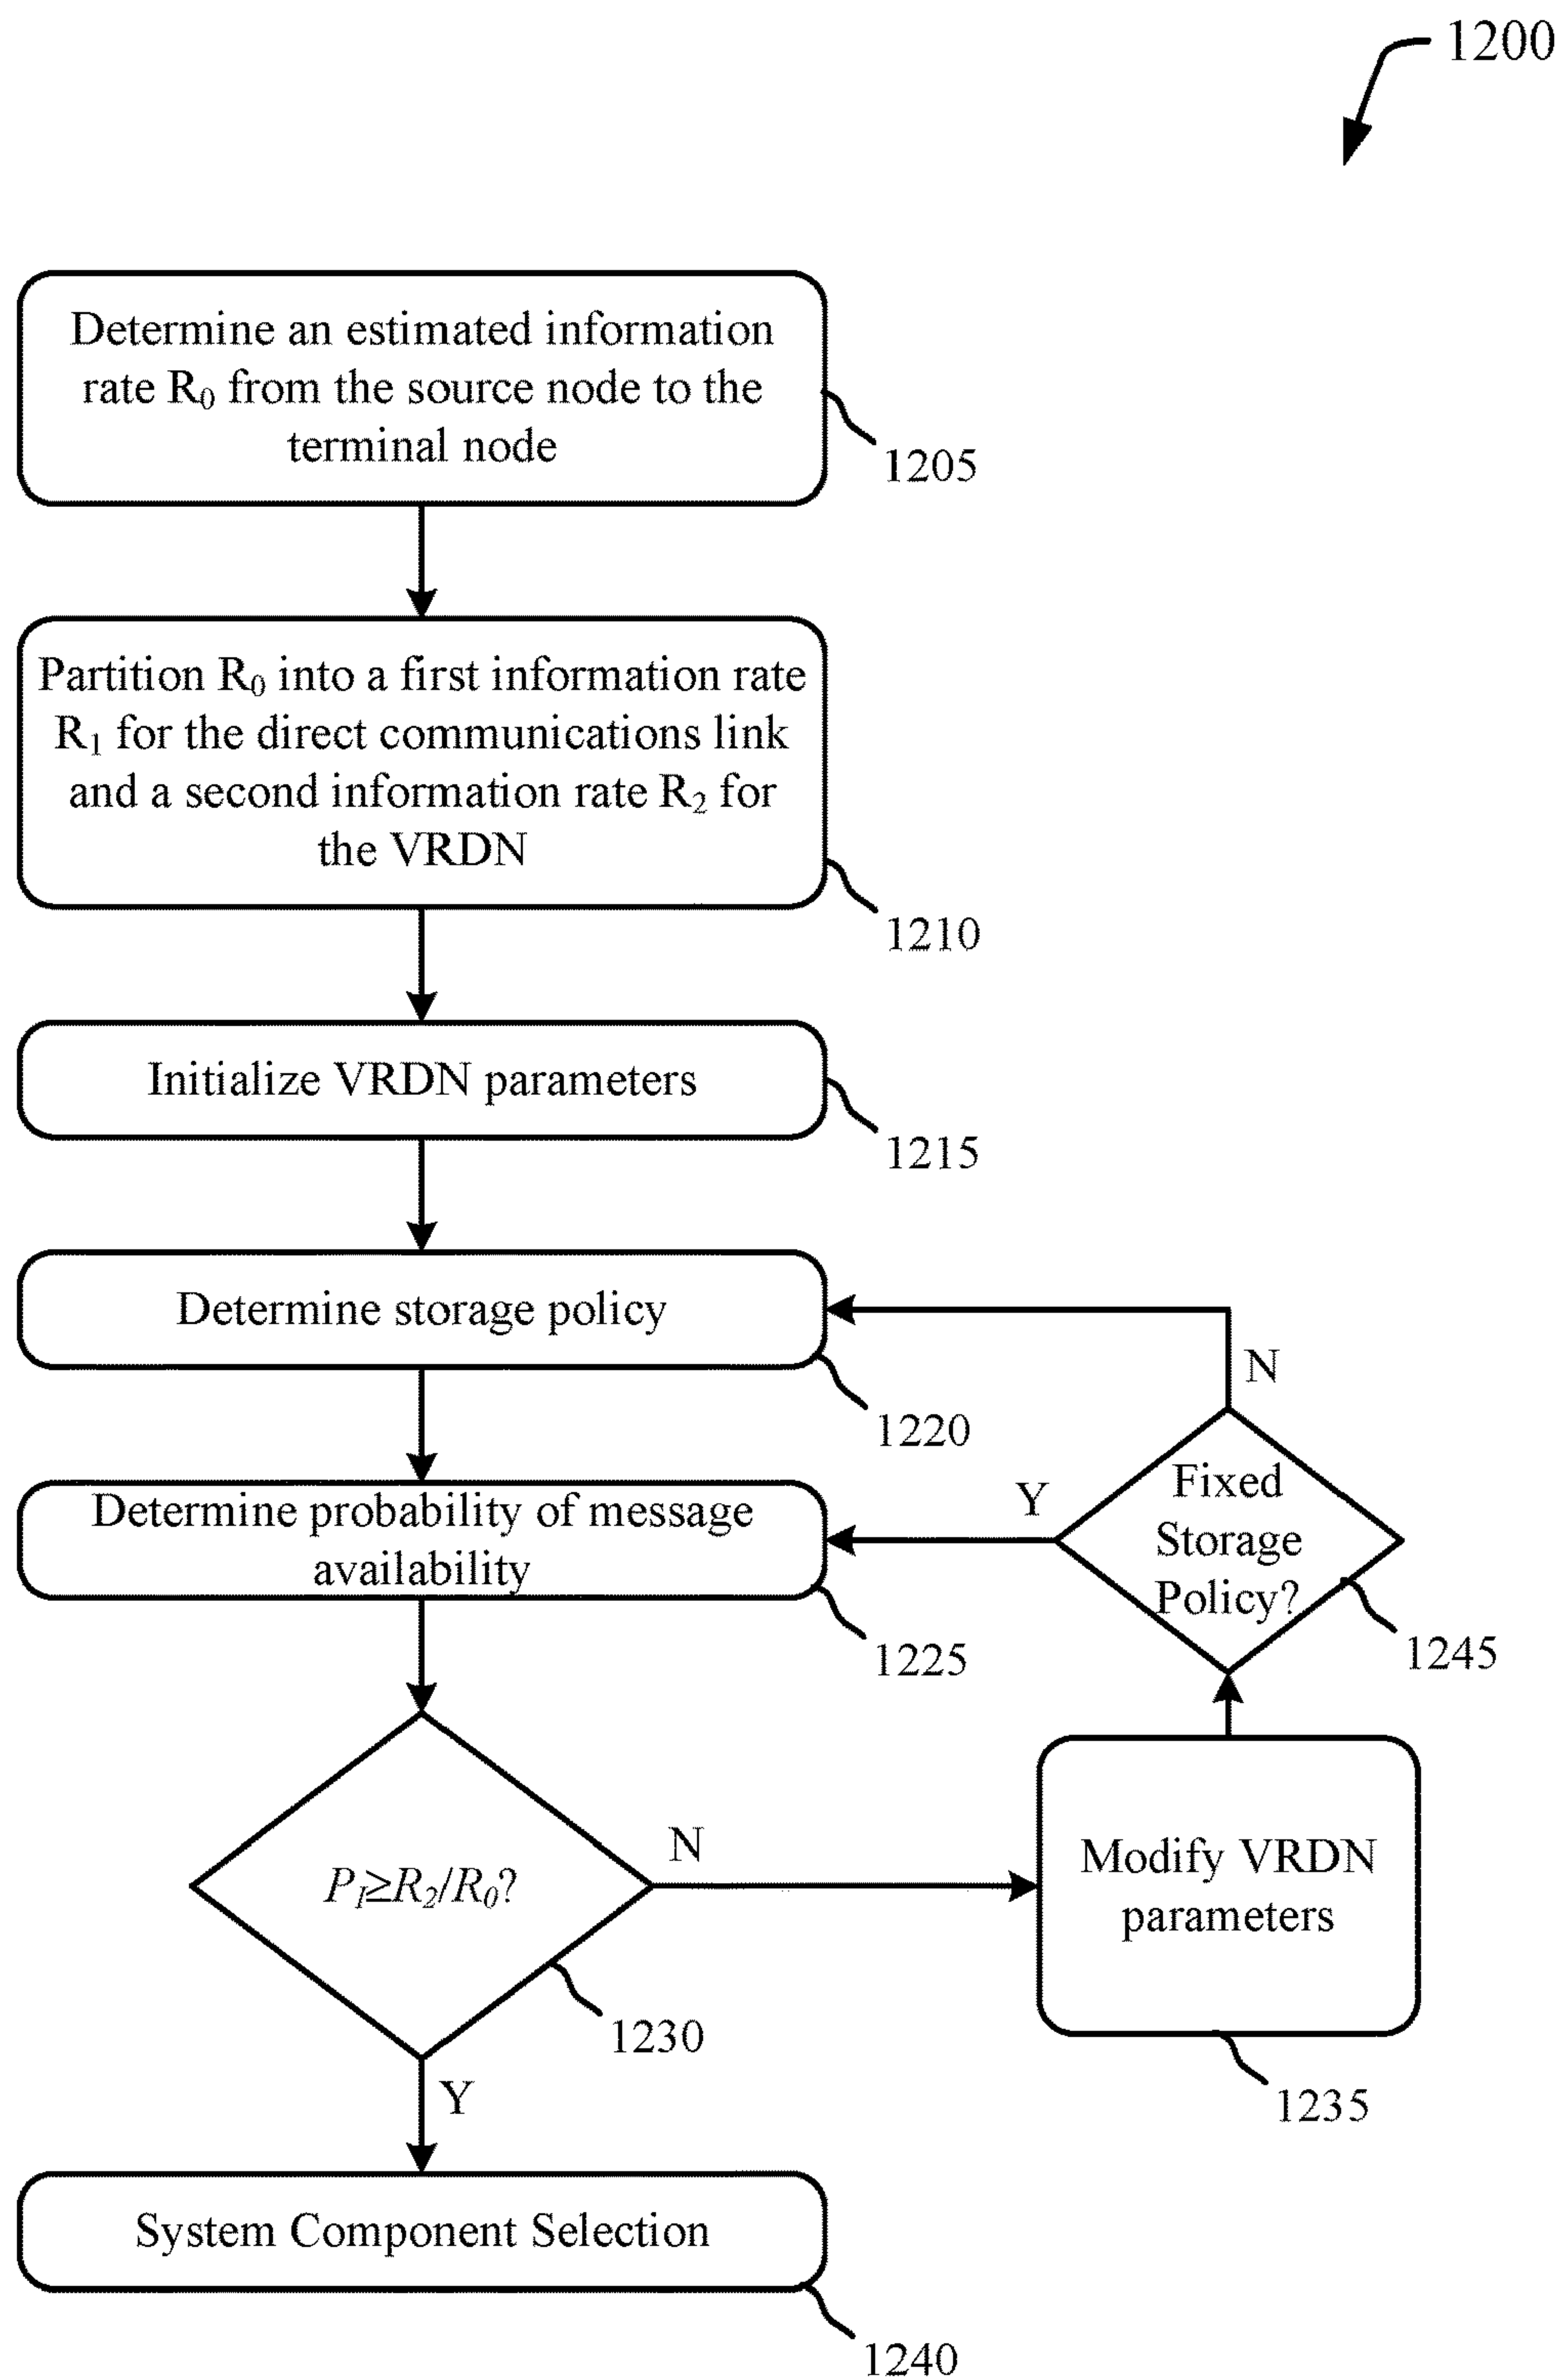 1200
Determine an estimated information
rate R₀ from the source node to the
terminal node
1205
Partition R₀ into a first information rate
R₁ for the direct communications link
and a second information rate R₂ for
the VRDN
1210
Initialize VRDN parameters
1215
Determine storage policy
1220
N
Determine probability of message
availability
1225
Y
Fixed
Storage
Policy?
1245
P_I≥R₂/R₀?
N
1230
Y
Modify VRDN
parameters
1235
System Component Selection
1240